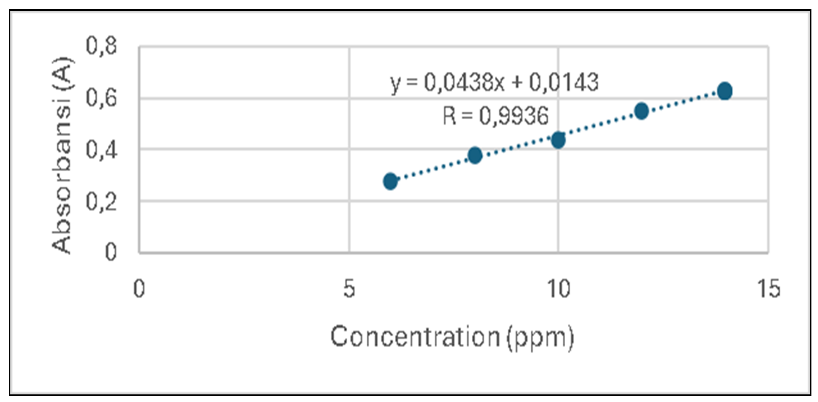 0,8
0,6
0,4
0,2
0
Absorbansi (A)
y = 0,0438x + 0,0143
R = 0,9936
0 5 10 15
Concentration (ppm)